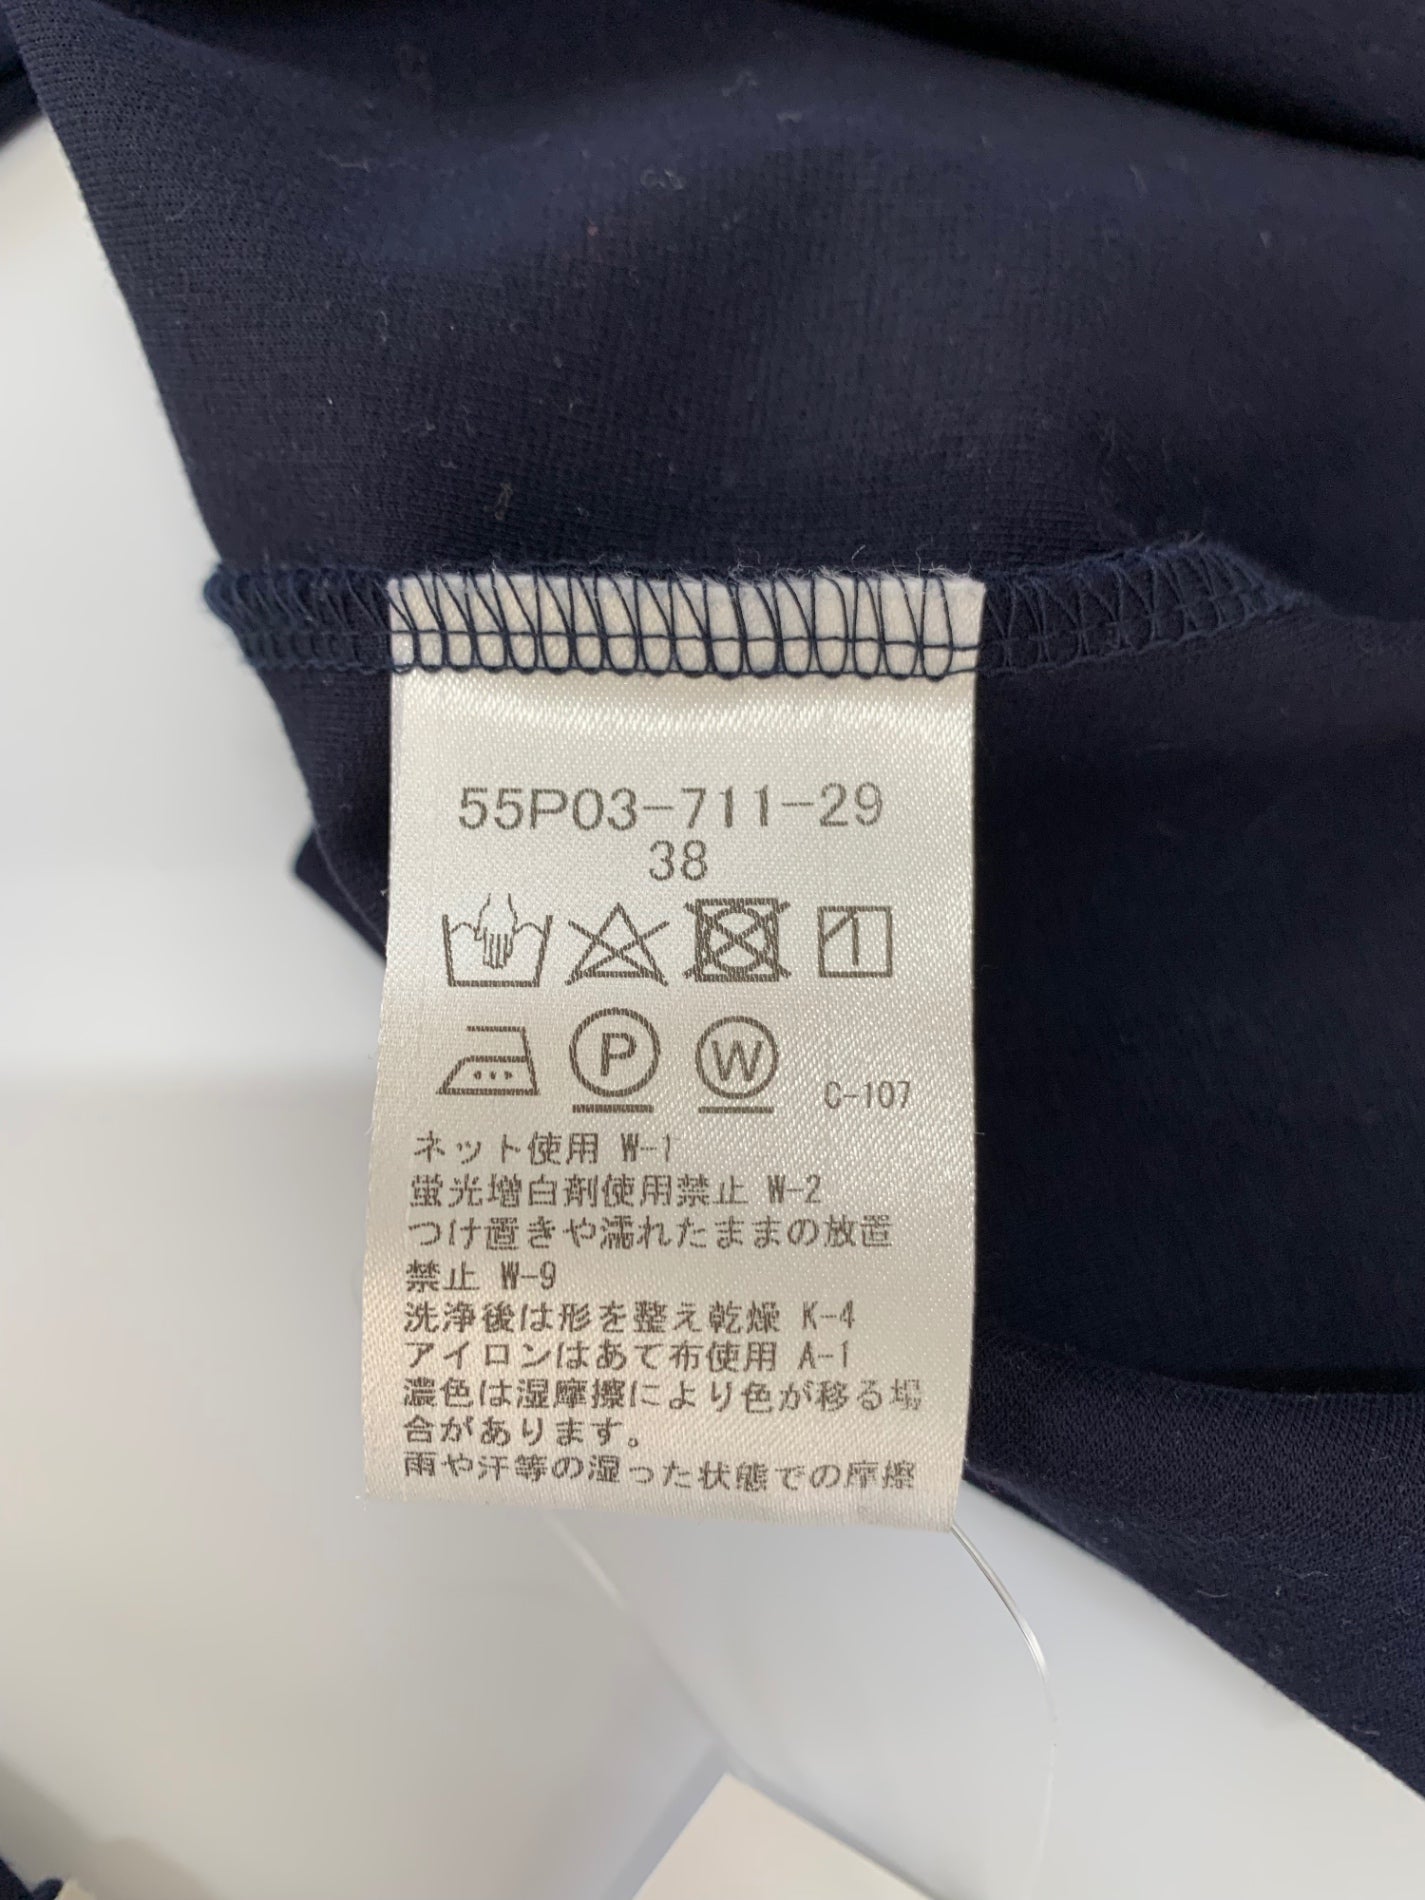 55P03-711-29
38
P W C-107
ネット使用 W-1
蛍光増白剤使用禁止 W-2
つけ置きや濡れたままの放置
禁止 W-9
洗浄後は形を整え乾燥 K-4
アイロンはあて布使用 A-1
濃色は湿摩擦により色が移る場
合があります。
雨や汗等の湿った状態での摩擦